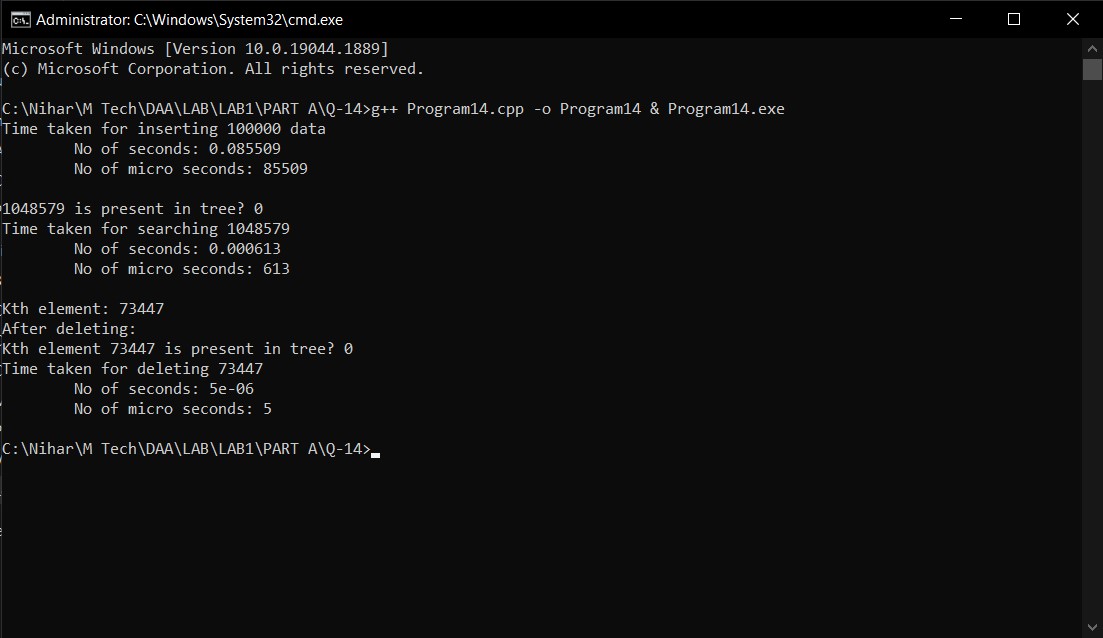 Administrator: C:\Windows\System32\cmd.exe
Microsoft Windows [Version 10.0.19044.1889]
(c) Microsoft Corporation. All rights reserved.
C:\Nihar\M Tech\DAA\LAB\LAB1\PART A\Q-14>g++ Program14.cpp -o Program14 & Program14.exe
Time taken for inserting 100000 data
No of seconds: 0.085509
No of micro seconds: 85509
1048579 is present in tree? 0
Time taken for searching 1048579
No of seconds: 0.000613
No of micro seconds: 613
Kth element: 73447
After deleting:
Kth element 73447 is present in tree? 0
Time taken for deleting 73447
No of seconds: 5e-06
No of micro seconds: 5
C:\Nihar\M Tech\DAA\LAB\LAB1\PART A\Q-14>